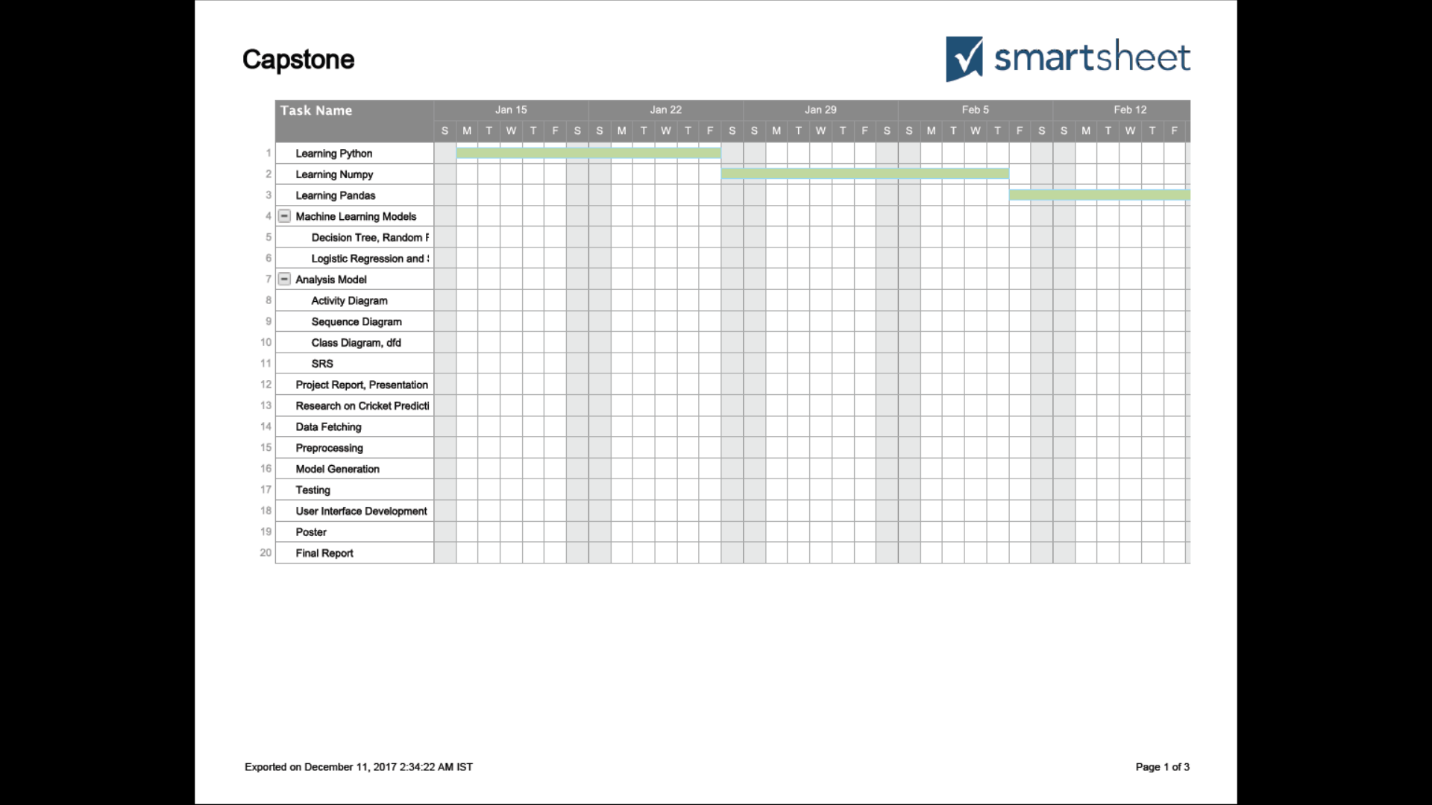 Capstone
smartsheet
Task Name
Jan 15 Jan 22 Jan 29 Feb 5 Feb 12
S M T W T F S S M T W T F S S M T W T F S S M T W T F S S M T W T F
1 Learning Python
2 Learning Numpy
3 Learning Pandas
4 Machine Learning Models
5 Decision Tree, Random
6 Logistic Regression and
7 Analysis Model
8 Activity Diagram
9 Sequence Diagram
10 Class Diagram, dfd
11 SRS
12 Project Report, Presentation
13 Research on Cricket Predicti
14 Data Fetching
15 Preprocessing
16 Model Generation
17 Testing
18 User Interface Development
19 Poster
20 Final Report
Exported on December 11, 2017 2:34:22 AM IST
Page 1 of 3